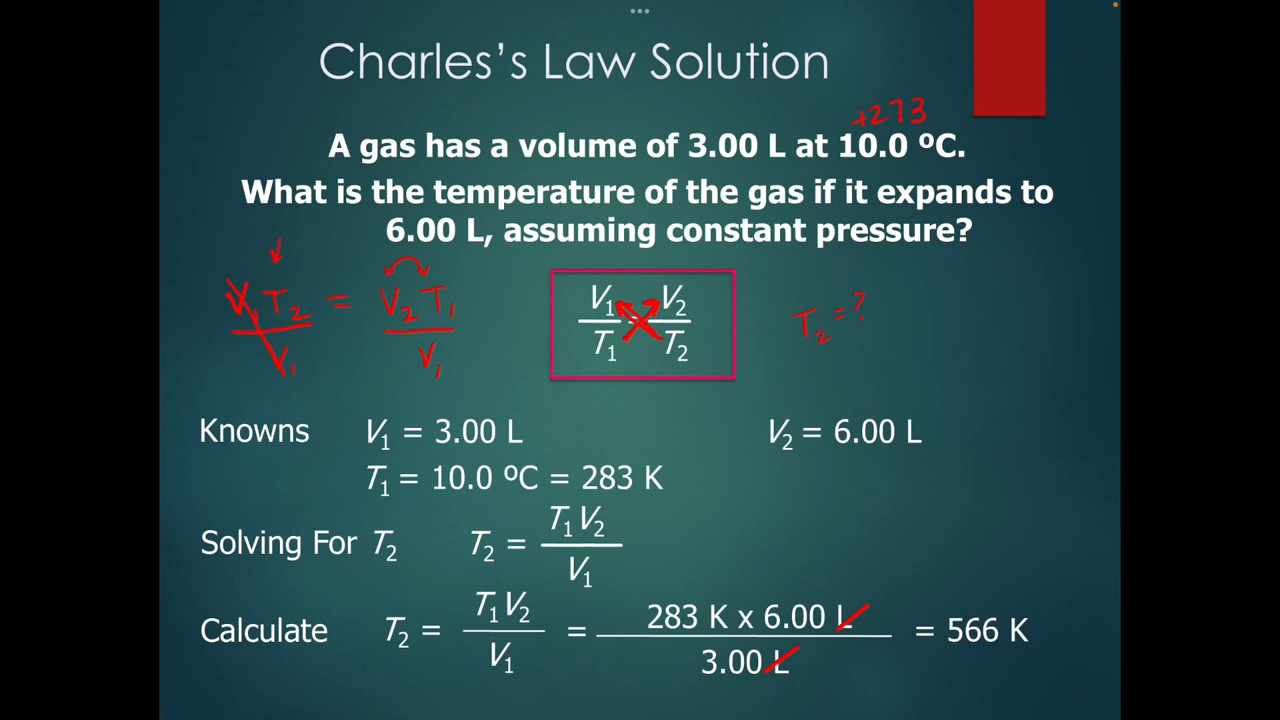 Charles's Law Solution
+273
A gas has a volume of 3.00 L at 10.0 ºC.
What is the temperature of the gas if it expands to
6.00 L, assuming constant pressure?
V₁T₂ / V₁ = V₂T₁ / V₁
V₁ / T₁ = V₂ / T₂
T₂ = ?
Knowns V₁ = 3.00 L V₂ = 6.00 L
T₁ = 10.0 ºC = 283 K
Solving For T₂ T₂ = T₁V₂ / V₁
Calculate T₂ = T₁V₂ / V₁ = 283 K x 6.00 L / 3.00 L = 566 K